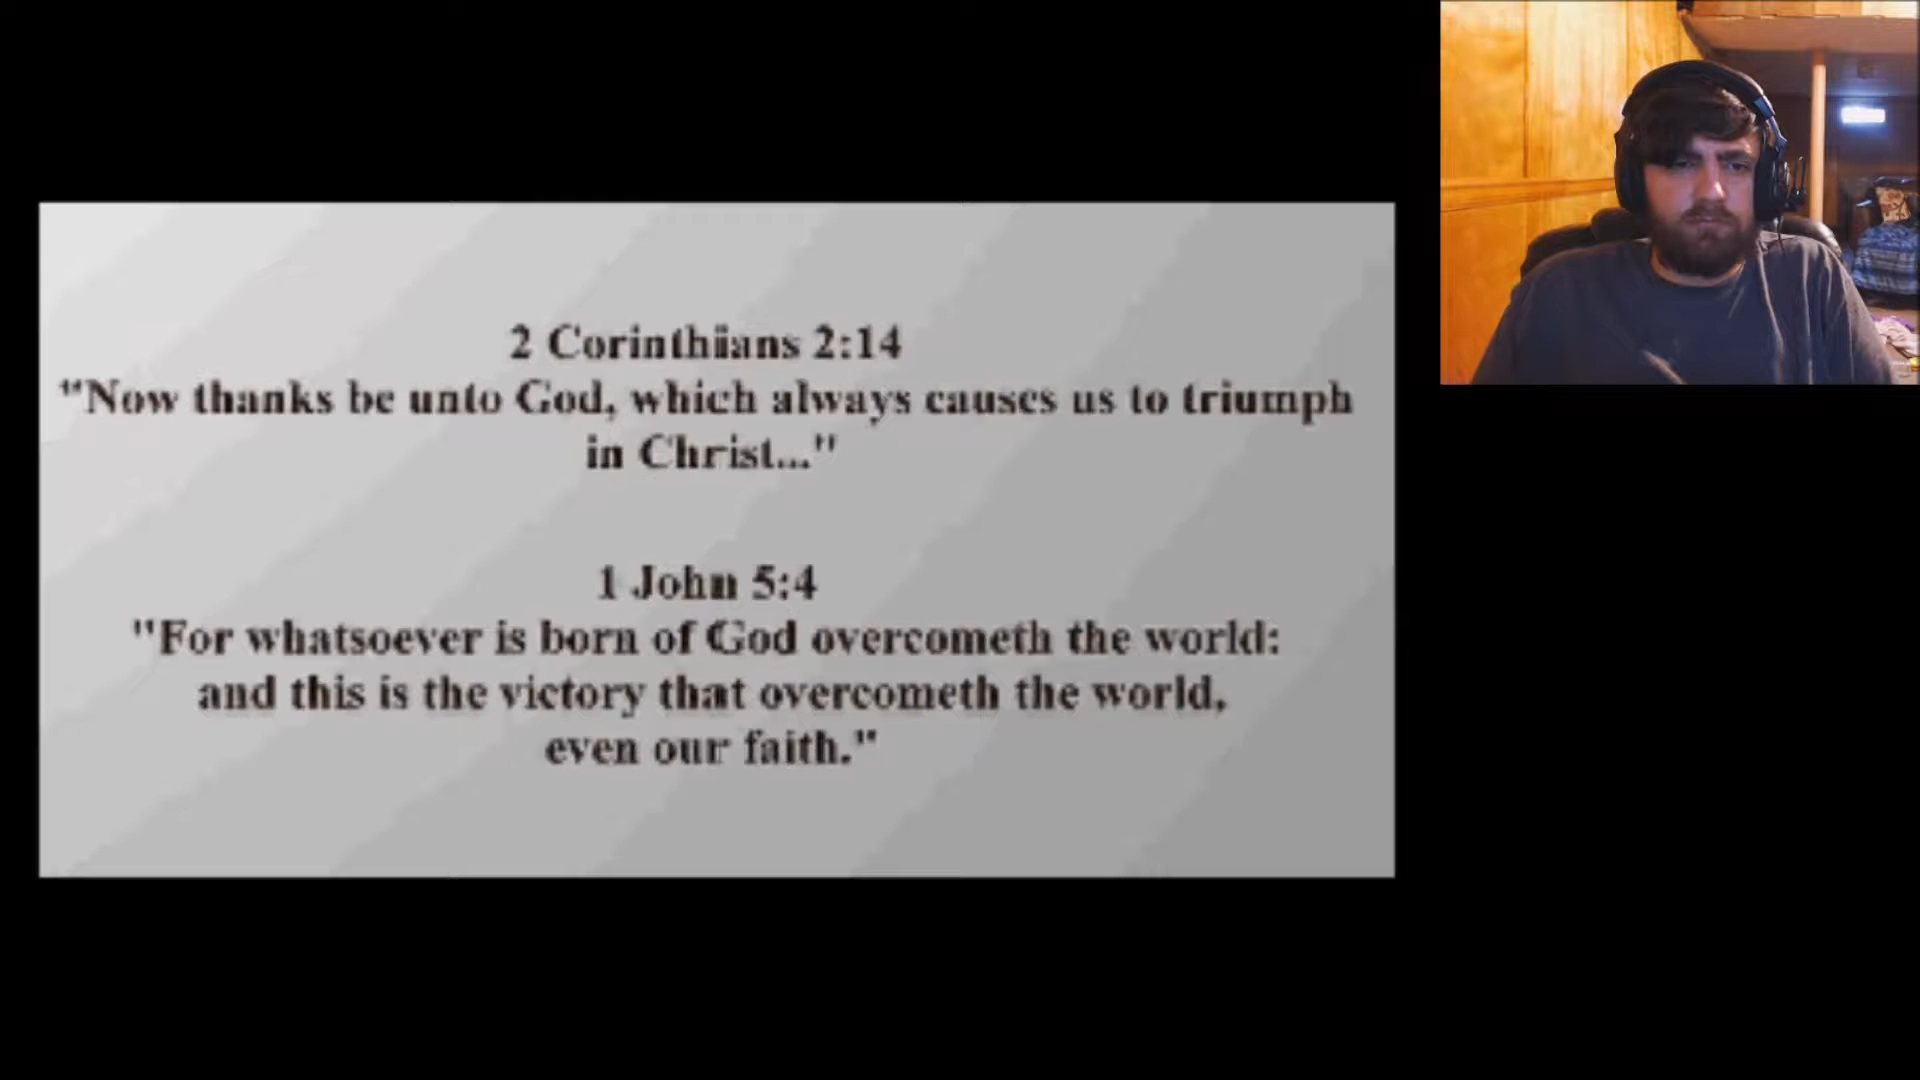 2 Corinthians 2:14
"Now thanks be unto God, which always causes us to triumph
in Christ..."
1 John 5:4
"For whatsoever is born of God overcometh the world:
and this is the victory that overcometh the world,
even our faith."